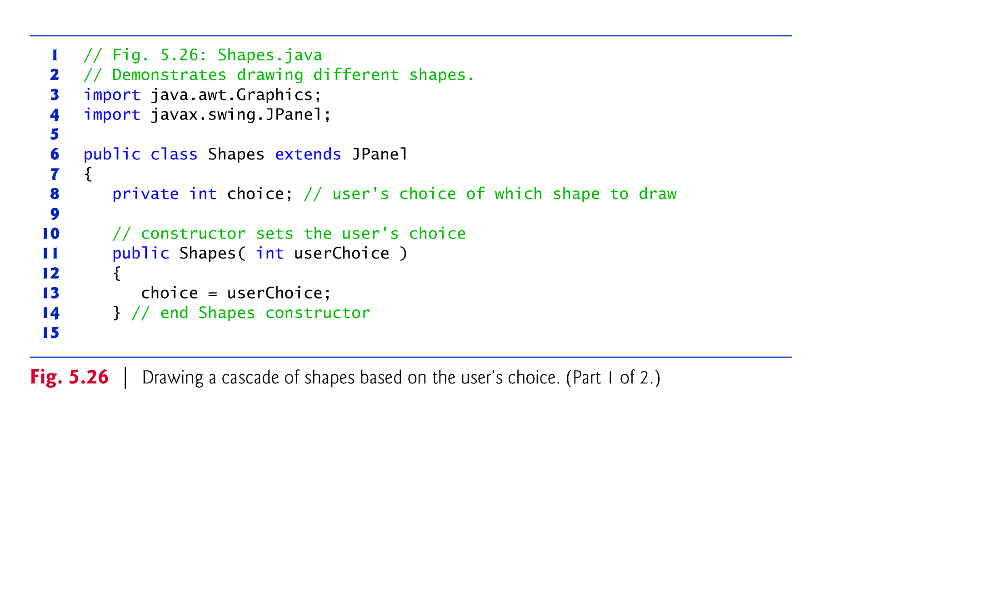 1 // Fig. 5.26: Shapes.java
2 // Demonstrates drawing different shapes.
3 import java.awt.Graphics;
4 import javax.swing.JPanel;
5
6 public class Shapes extends JPanel
7 {
8    private int choice; // user's choice of which shape to draw
9
10    // constructor sets the user's choice
11    public Shapes( int userChoice )
12    {
13       choice = userChoice;
14    } // end Shapes constructor
15
Fig. 5.26 | Drawing a cascade of shapes based on the user’s choice. (Part 1 of 2.)